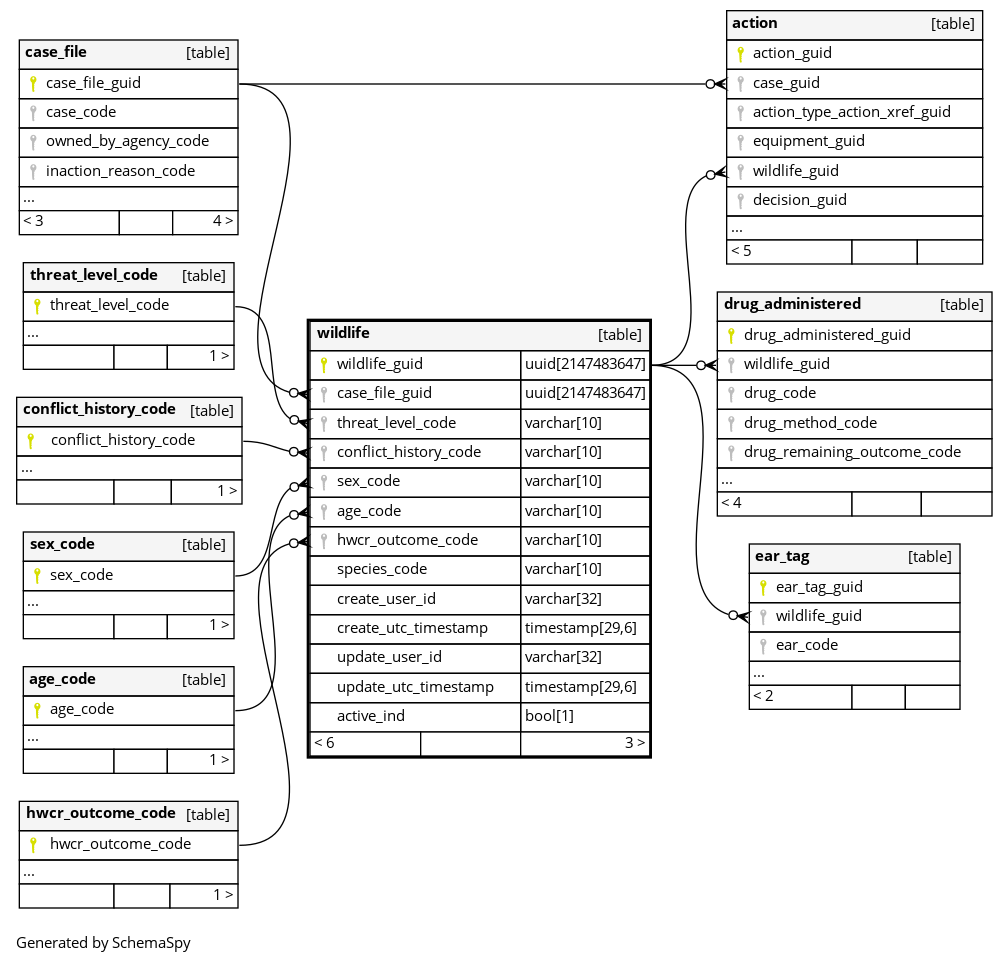 case_file [table]
case_file_guid
case_code
owned_by_agency_code
inaction_reason_code
...
< 3 4 >
threat_level_code [table]
threat_level_code
...
1 >
conflict_history_code [table]
conflict_history_code
...
1 >
sex_code [table]
sex_code
...
1 >
age_code [table]
age_code
...
1 >
hwcr_outcome_code [table]
hwcr_outcome_code
...
1 >
wildlife [table]
wildlife_guid uuid[2147483647]
case_file_guid uuid[2147483647]
threat_level_code varchar[10]
conflict_history_code varchar[10]
sex_code varchar[10]
age_code varchar[10]
hwcr_outcome_code varchar[10]
species_code varchar[10]
create_user_id varchar[32]
create_utc_timestamp timestamp[29,6]
update_user_id varchar[32]
update_utc_timestamp timestamp[29,6]
active_ind bool[1]
< 6 3 >
action [table]
action_guid
case_guid
action_type_action_xref_guid
equipment_guid
wildlife_guid
decision_guid
...
< 5
drug_administered [table]
drug_administered_guid
wildlife_guid
drug_code
drug_method_code
drug_remaining_outcome_code
...
< 4
ear_tag [table]
ear_tag_guid
wildlife_guid
ear_code
...
< 2
Generated by SchemaSpy